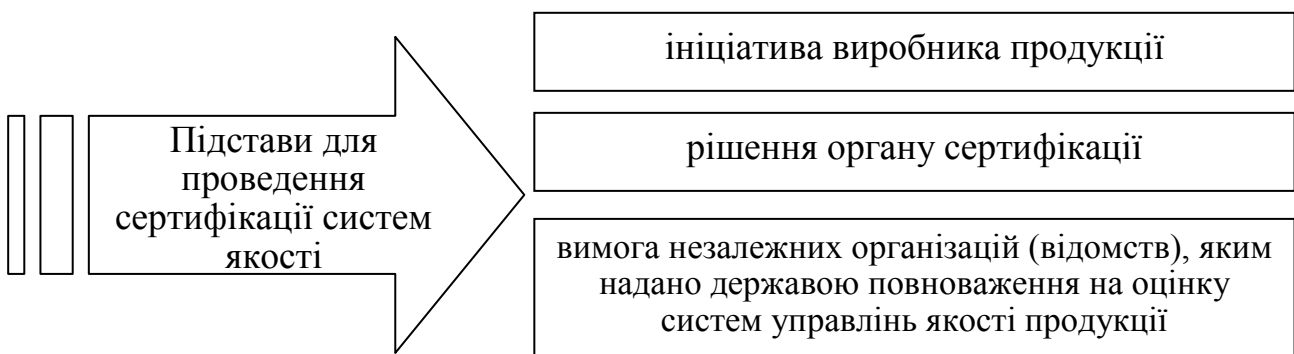 Підстави для
проведення
сертифікації систем
якості
ініціатива виробника продукції
рішення органу сертифікації
вимога незалежних організацій (відомств), яким
надано державою повноваження на оцінку
систем управлінь якості продукції